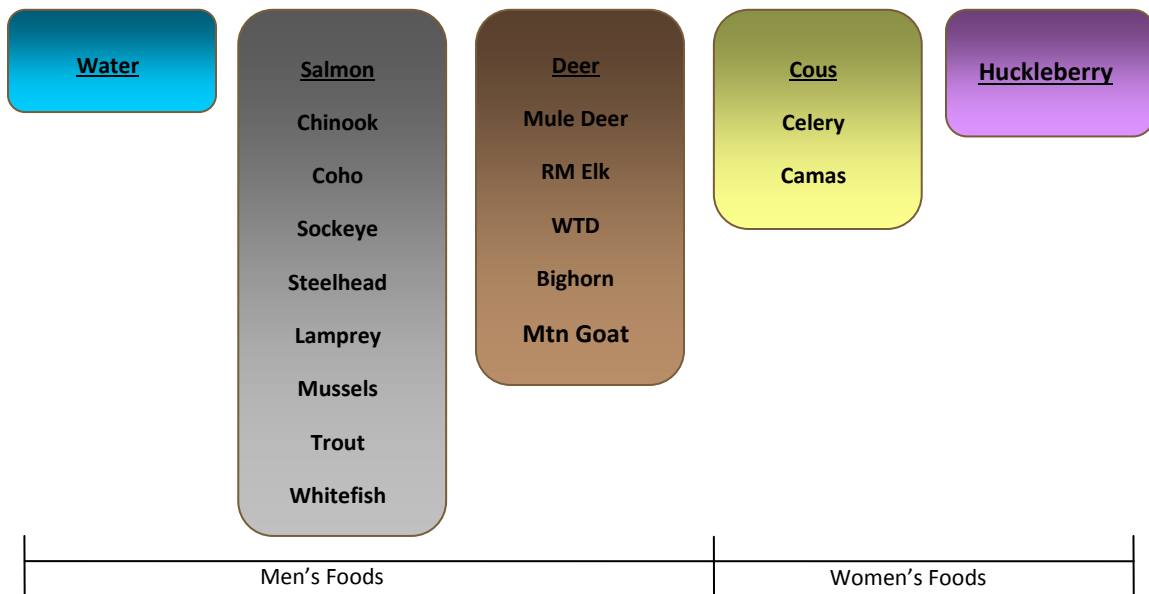 Water
Salmon
Chinook
Coho
Sockeye
Steelhead
Lamprey
Mussels
Trout
Whitefish
Deer
Mule Deer
RM Elk
WTD
Bighorn
Mtn Goat
Cous
Celery
Camas
Huckleberry
Men’s Foods
Women’s Foods